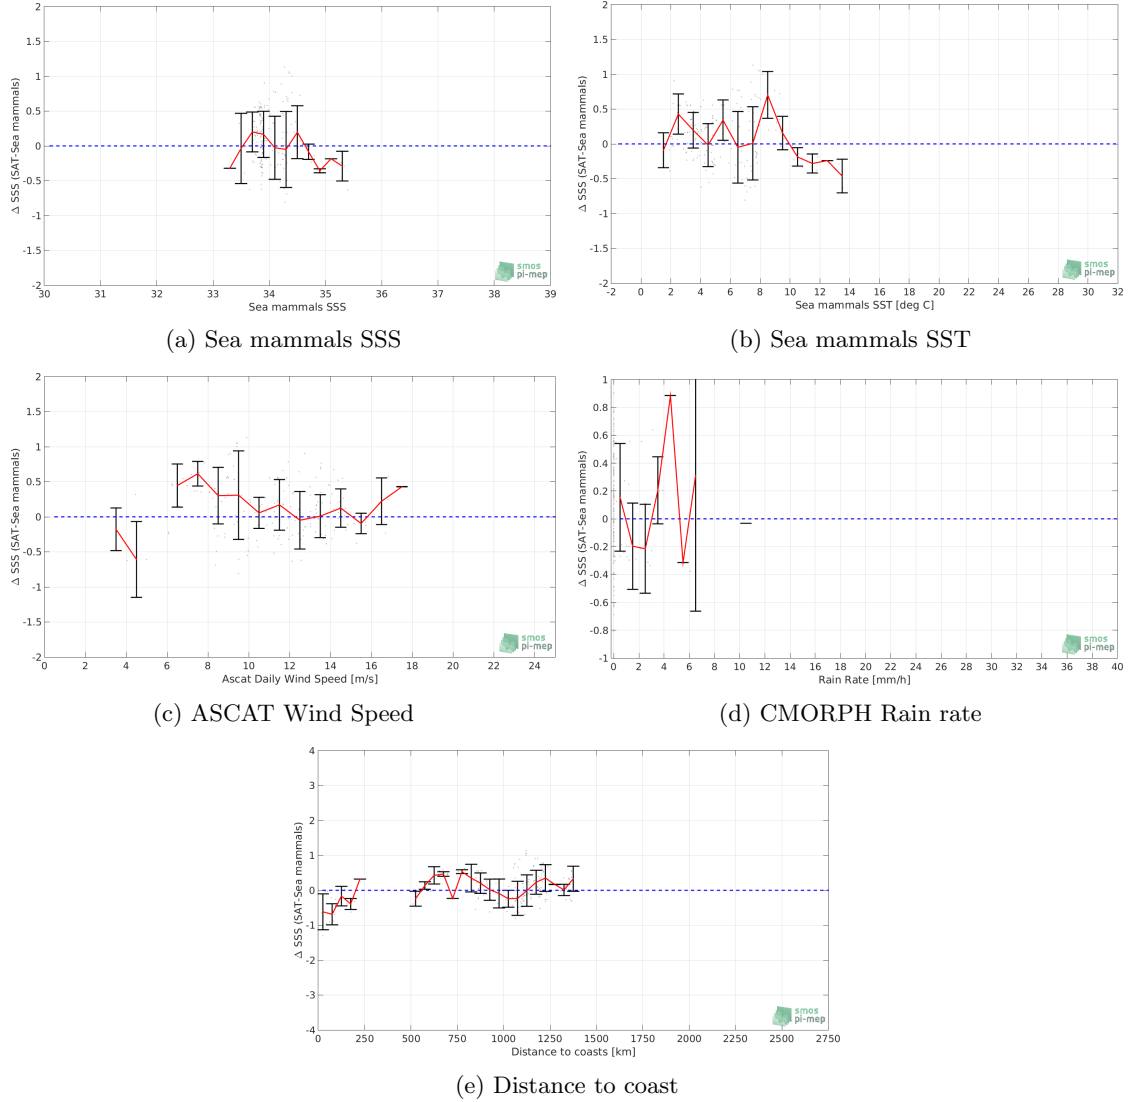 2
1.5
1
0.5
0
-0.5
-1
-1.5
-2
Δ SSS (SAT-Sea mammals)
30 31 32 33 34 35 36 37 38 39
Sea mammals SSS
smos
pi-mep
(a) Sea mammals SSS
2
1.5
1
0.5
0
-0.5
-1
-1.5
-2
Δ SSS (SAT-Sea mammals)
-2 0 2 4 6 8 10 12 14 16 18 20 22 24 26 28 30 32
Sea mammals SST [deg C]
smos
pi-mep
(b) Sea mammals SST
2
1.5
1
0.5
0
-0.5
-1
-1.5
-2
Δ SSS (SAT-Sea mammals)
0 2 4 6 8 10 12 14 16 18 20 22 24
Ascat Daily Wind Speed [m/s]
smos
pi-mep
(c) ASCAT Wind Speed
1
0.8
0.6
0.4
0.2
0
-0.2
-0.4
-0.6
-0.8
-1
Δ SSS (SAT-Sea mammals)
0 2 4 6 8 10 12 14 16 18 20 22 24 26 28 30 32 34 36 38 40
Rain Rate [mm/h]
smos
pi-mep
(d) CMORPH Rain rate
4
3
2
1
0
-1
-2
-3
-4
Δ SSS (SAT-Sea mammals)
0 250 500 750 1000 1250 1500 1750 2000 2250 2500 2750
Distance to coasts [km]
smos
pi-mep
(e) Distance to coast